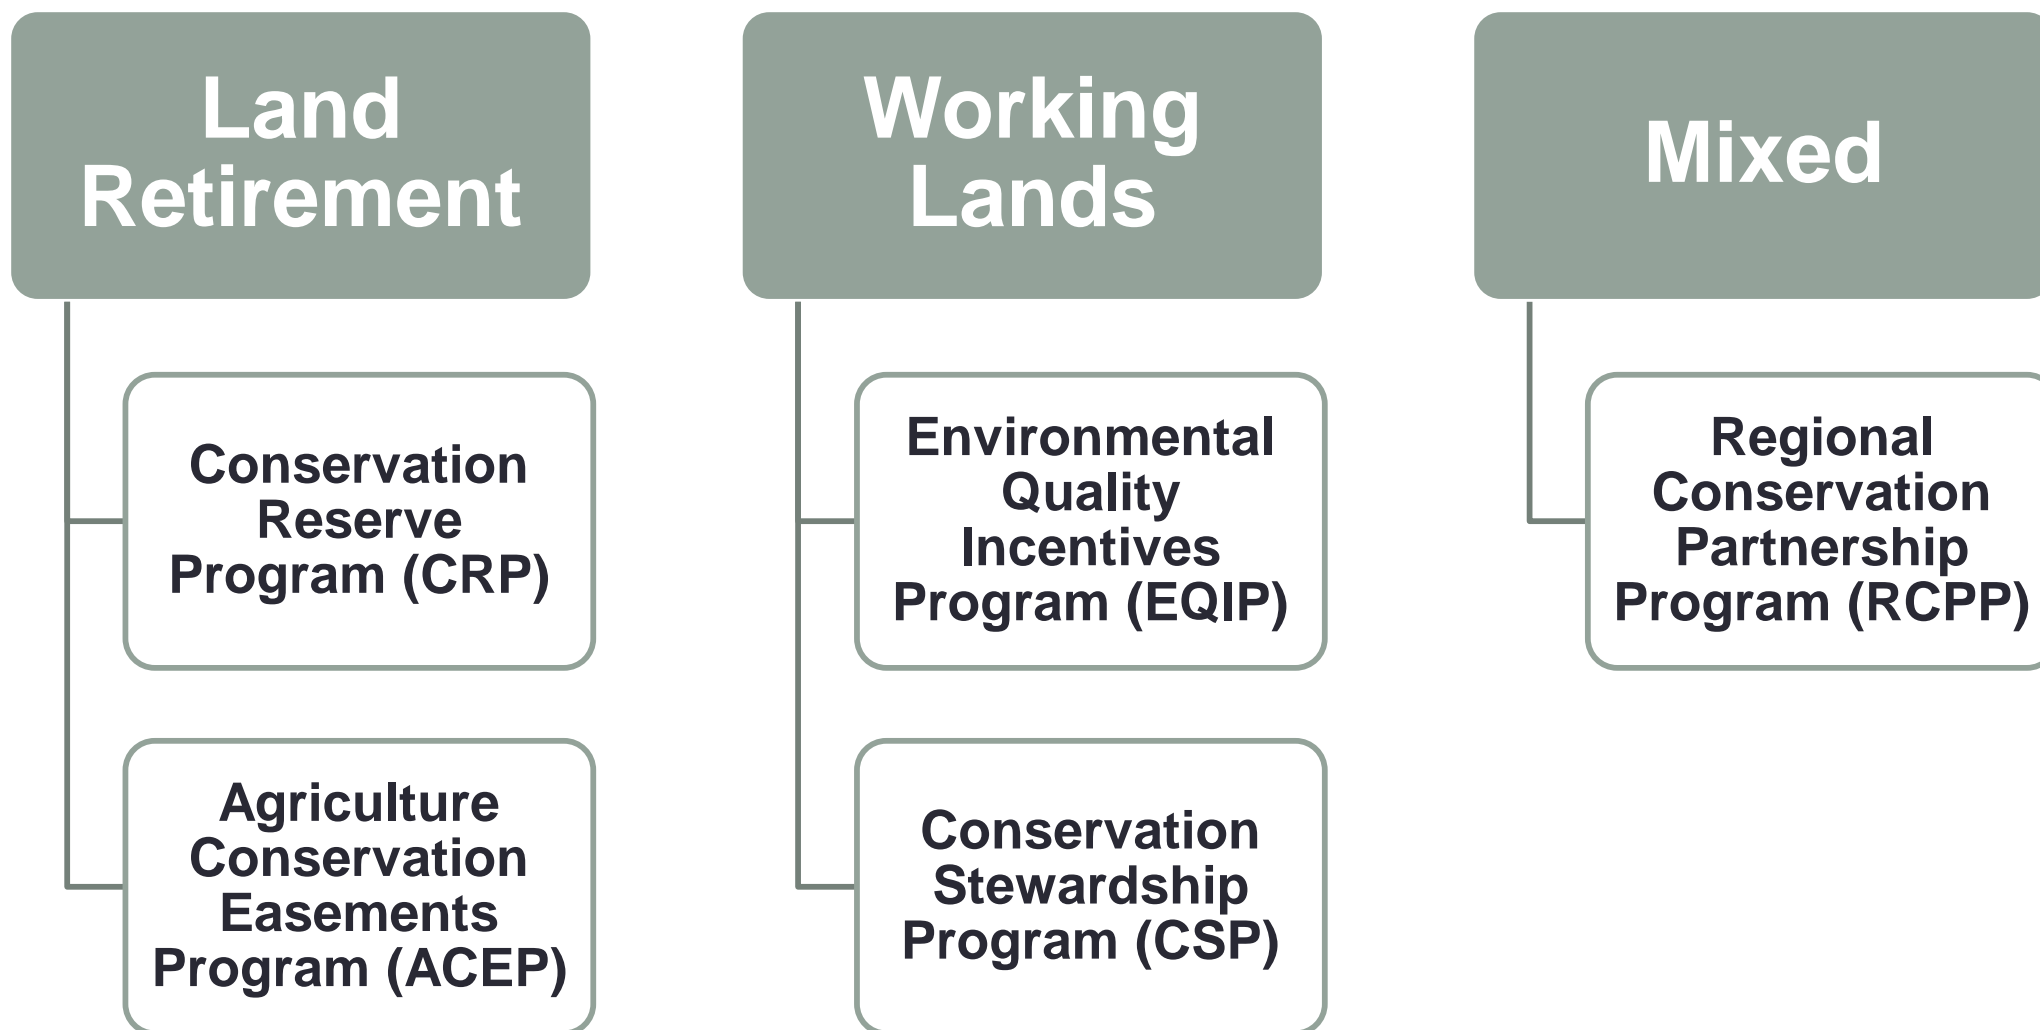 Land
Retirement
Conservation
Reserve
Program (CRP)
Agriculture
Conservation
Easements
Program (ACEP)
Working
Lands
Environmental
Quality
Incentives
Program (EQIP)
Conservation
Stewardship
Program (CSP)
Mixed
Regional
Conservation
Partnership
Program (RCPP)